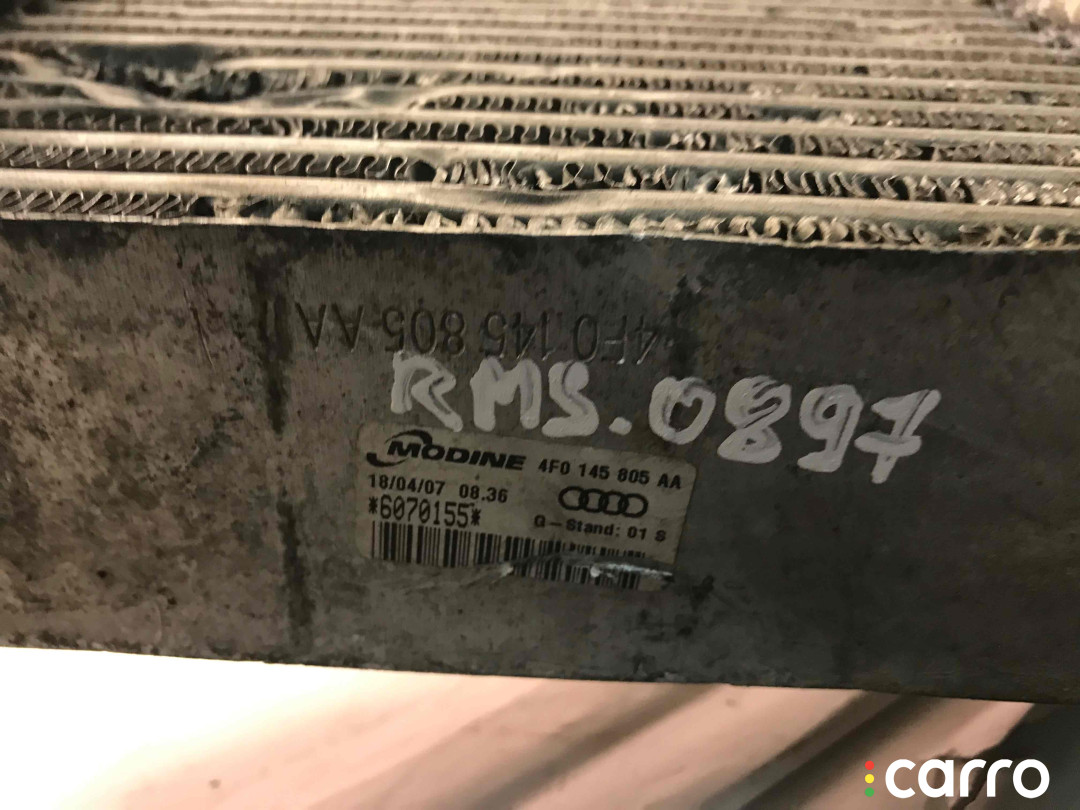 4F0 145 805 AA
RMS.0897
MODINE 4F0 145 805 AA
18/04/07 08.36
*6070155*
Q-Stand: 01 S
carro